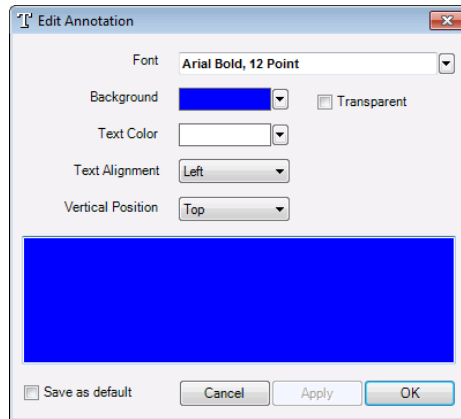 Edit Annotation
Font Arial Bold, 12 Point
Background Transparent
Text Color
Text Alignment Left
Vertical Position Top
Save as default Cancel Apply OK